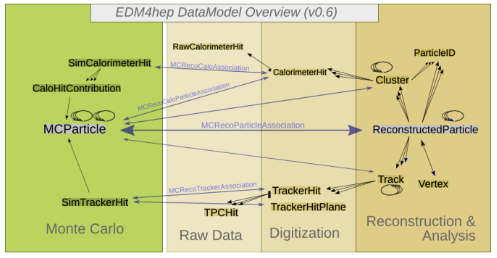 EDM4hep DataModel Overview (v0.6)
RawCalorimeterHit
SimCalorimeterHit
MCRecoCaloAssociation
CalorimeterHit
ParticleID
Cluster
CaloHitContribution
MCRecoCaloParticleAssociation
MCParticle
MCRecoParticleAssociation
ReconstructedParticle
Track
Vertex
MCRecoTrackerAssociation
TrackerHit
SimTrackerHit
TPCHit
TrackerHitPlane
Monte Carlo
Raw Data
Digitization
Reconstruction &
Analysis